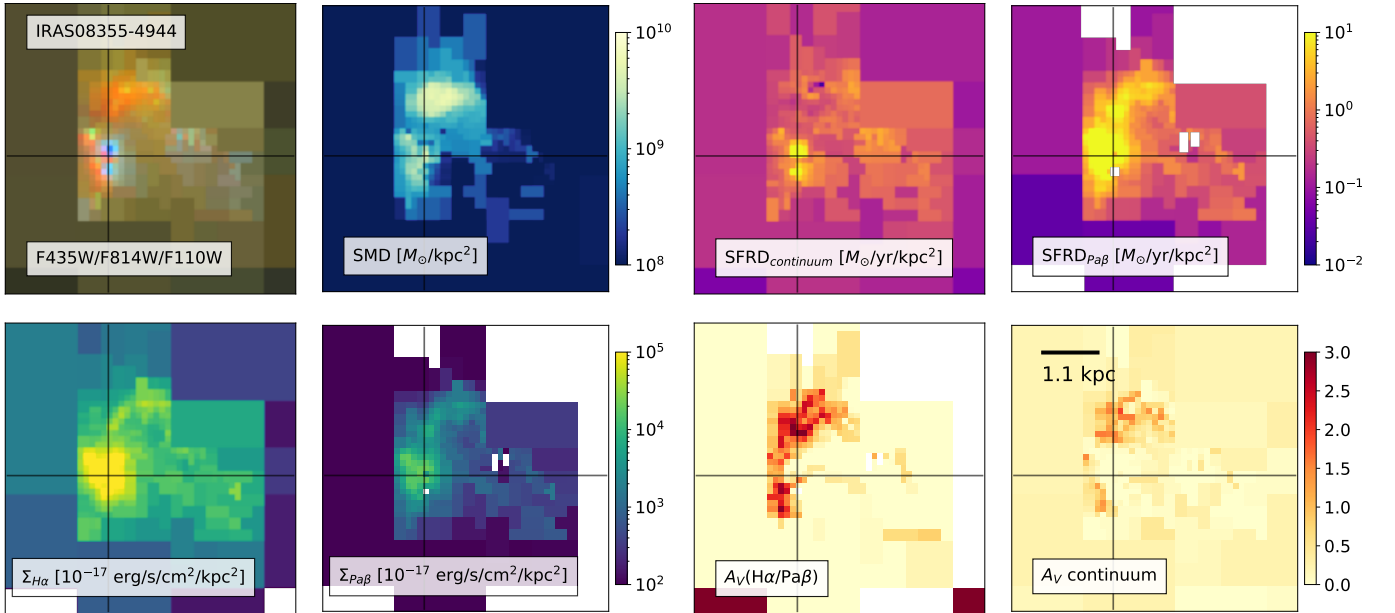 IRAS08355-4944
F435W/F814W/F110W
SMD [M⊙/kpc²]
10¹⁰
10⁹
10⁸
SFRD_continuum [M⊙/yr/kpc²]
SFRD_Paβ [M⊙/yr/kpc²]
10¹
10⁰
10⁻¹
10⁻²
Σ_Hα [10⁻¹⁷ erg/s/cm²/kpc²]
Σ_Paβ [10⁻¹⁷ erg/s/cm²/kpc²]
10⁵
10⁴
10³
10²
A_V(Hα/Paβ)
1.1 kpc
A_V continuum
3.0
2.5
2.0
1.5
1.0
0.5
0.0